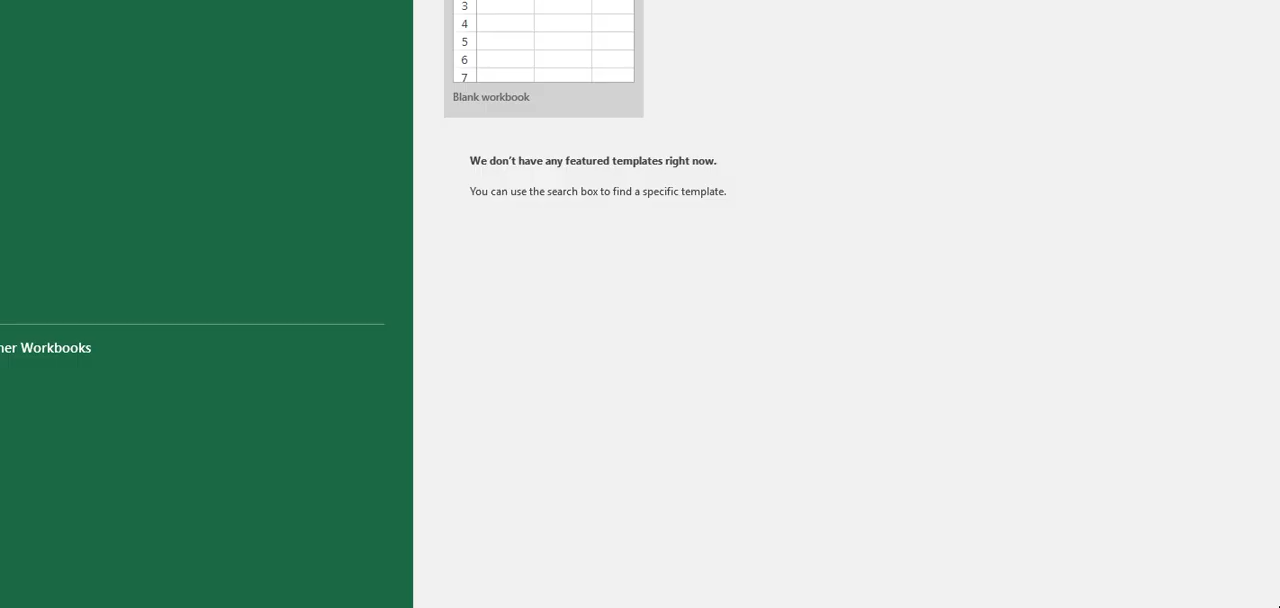 3
4
5
6
7
Blank workbook
We don't have any featured templates right now.
You can use the search box to find a specific template.
her Workbooks